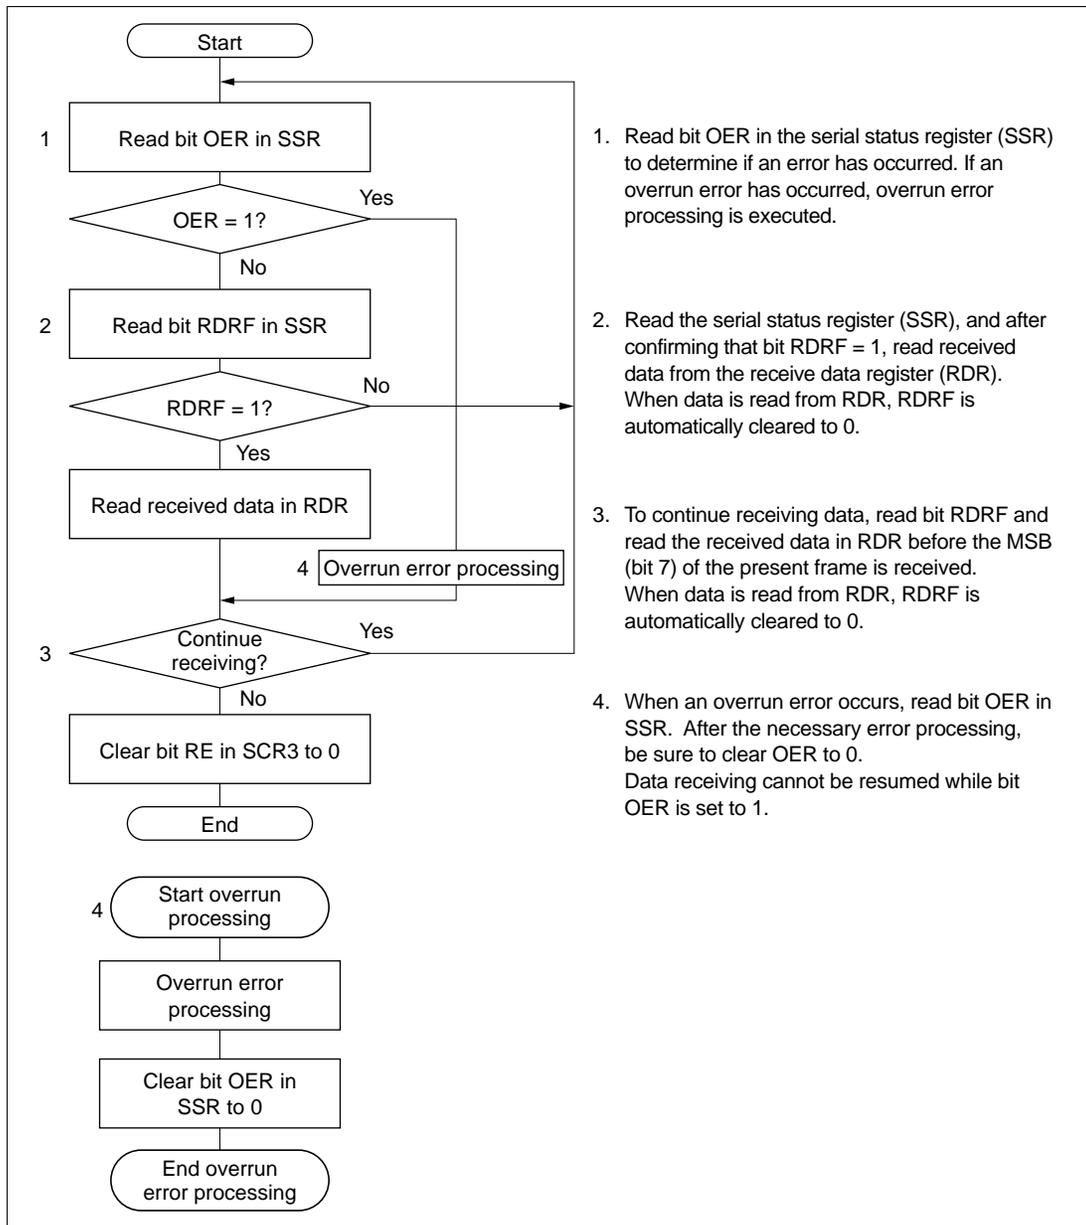 Start
1
Read bit OER in SSR
Yes
OER = 1?
No
2
Read bit RDRF in SSR
No
RDRF = 1?
Yes
Read received data in RDR
4
Overrun error processing
Yes
3
Continue
receiving?
No
Clear bit RE in SCR3 to 0
End
4
Start overrun
processing
Overrun error
processing
Clear bit OER in
SSR to 0
End overrun
error processing
1. Read bit OER in the serial status register (SSR)
to determine if an error has occurred. If an
overrun error has occurred, overrun error
processing is executed.
2. Read the serial status register (SSR), and after
confirming that bit RDRF = 1, read received
data from the receive data register (RDR).
When data is read from RDR, RDRF is
automatically cleared to 0.
3. To continue receiving data, read bit RDRF and
read the received data in RDR before the MSB
(bit 7) of the present frame is received.
When data is read from RDR, RDRF is
automatically cleared to 0.
4. When an overrun error occurs, read bit OER in
SSR.  After the necessary error processing,
be sure to clear OER to 0.
Data receiving cannot be resumed while bit
OER is set to 1.